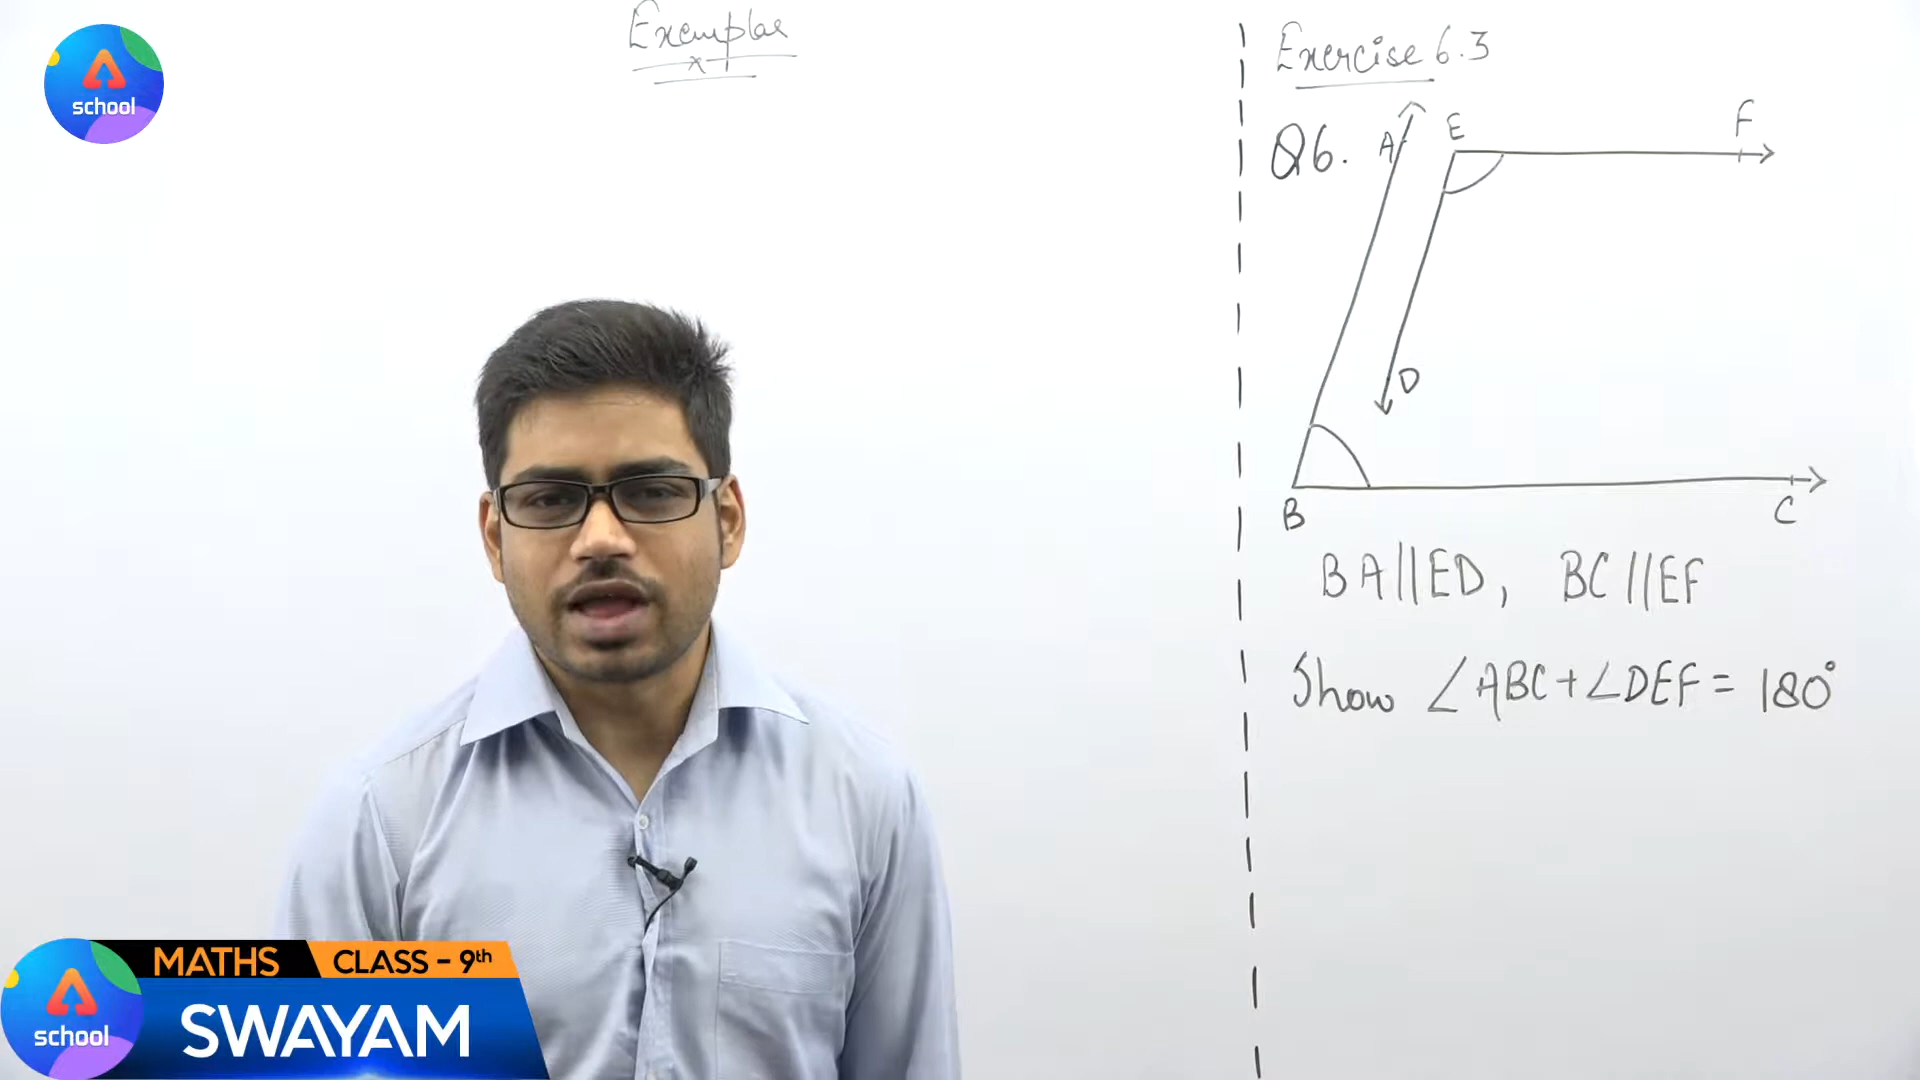 school
Exemplar
Exercise 6.3
Q6.
A
E
F
D
B
C
BA||ED, BC||EF
Show ∠ABC+∠DEF = 180°
MATHS CLASS - 9th
school
SWAYAM